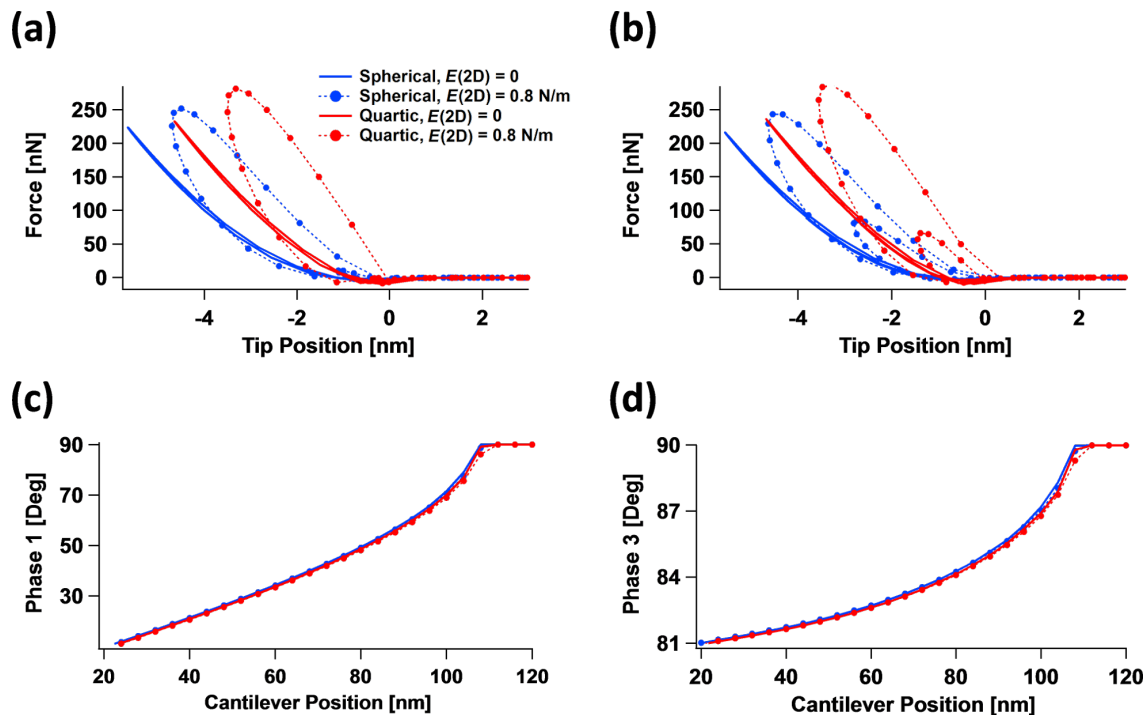 (a)
Force [nN]
250
200
150
100
50
0
-4
-2
0
2
Tip Position [nm]
Spherical, E(2D) = 0
Spherical, E(2D) = 0.8 N/m
Quartic, E(2D) = 0
Quartic, E(2D) = 0.8 N/m
(b)
Force [nN]
250
200
150
100
50
0
-4
-2
0
2
Tip Position [nm]
(c)
Phase 1 [Deg]
90
70
50
30
20
40
60
80
100
120
Cantilever Position [nm]
(d)
Phase 3 [Deg]
90
87
84
81
20
40
60
80
100
120
Cantilever Position [nm]